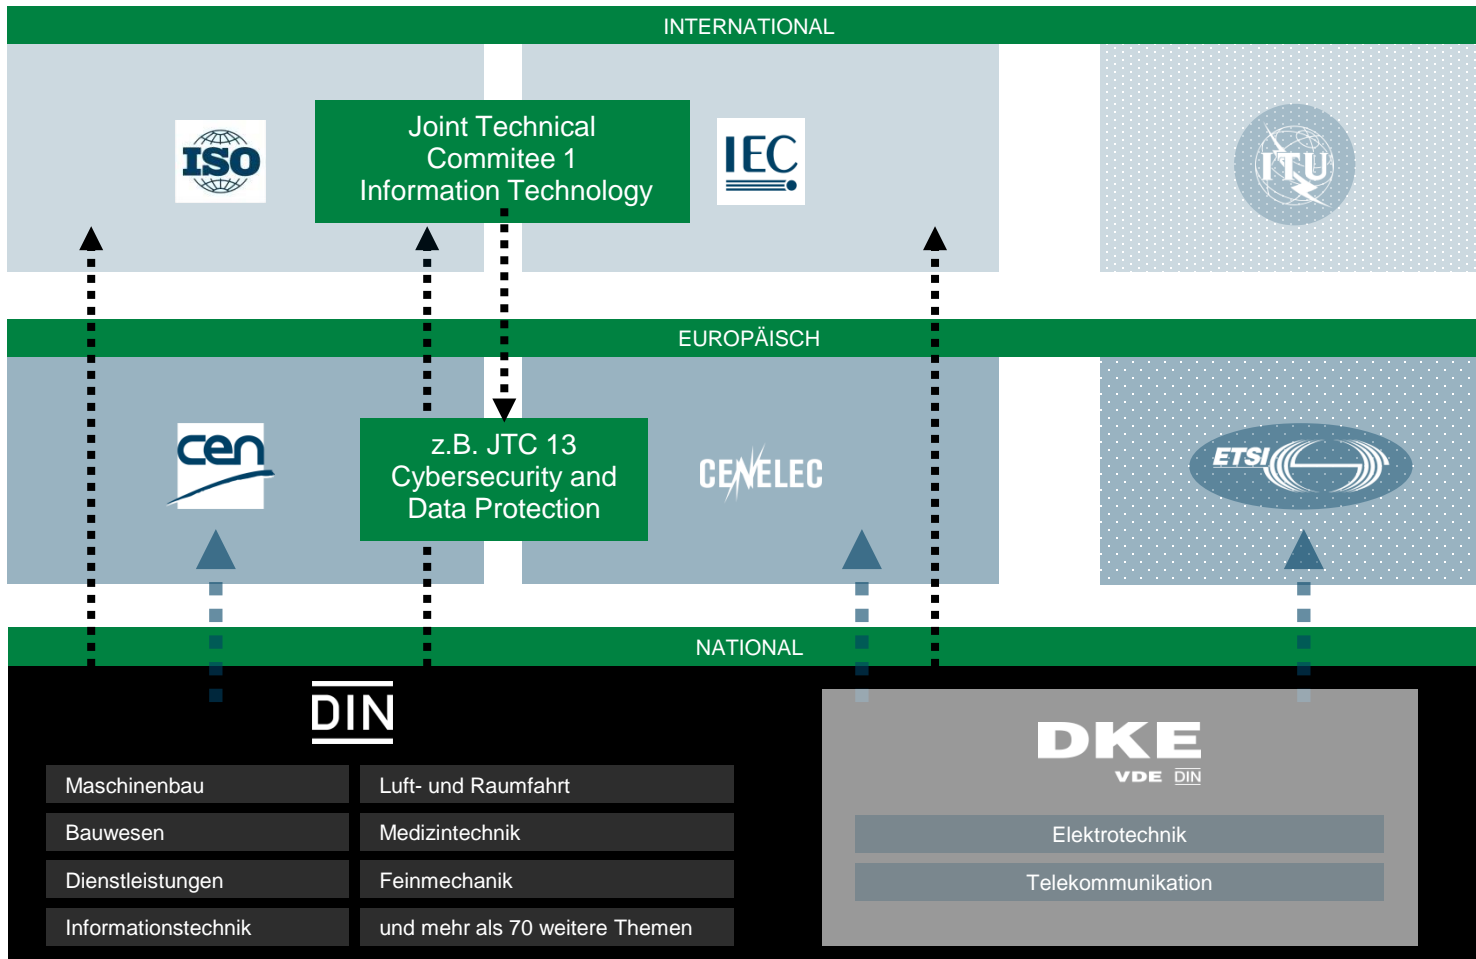 INTERNATIONAL
ISO
Joint Technical
Commitee 1
Information Technology
IEC
ITU
EUROPÄISCH
cen
z.B. JTC 13
Cybersecurity and
Data Protection
CENELEC
ETSI
NATIONAL
DIN
Maschinenbau
Luft- und Raumfahrt
Bauwesen
Medizintechnik
Dienstleistungen
Feinmechanik
Informationstechnik
und mehr als 70 weitere Themen
DKE
VDE DIN
Elektrotechnik
Telekommunikation